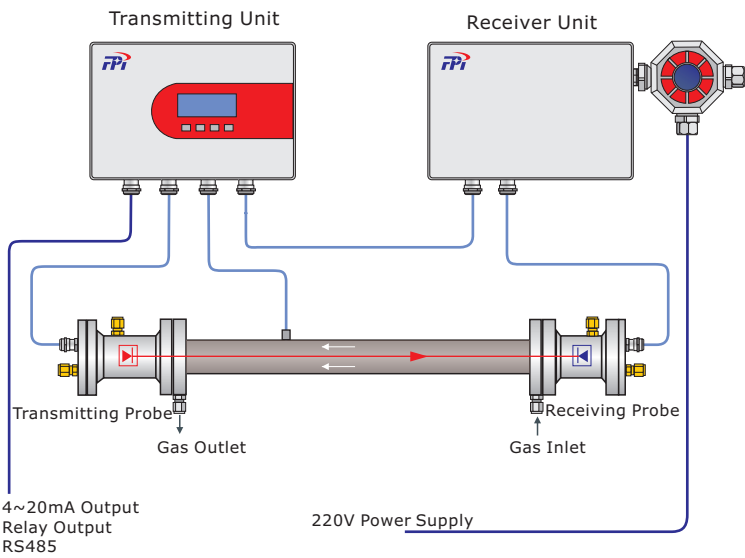 Transmitting Unit
Receiver Unit
FPI
FPI
Transmitting Probe
Receiving Probe
Gas Outlet
Gas Inlet
4~20mA Output
Relay Output
RS485
220V Power Supply